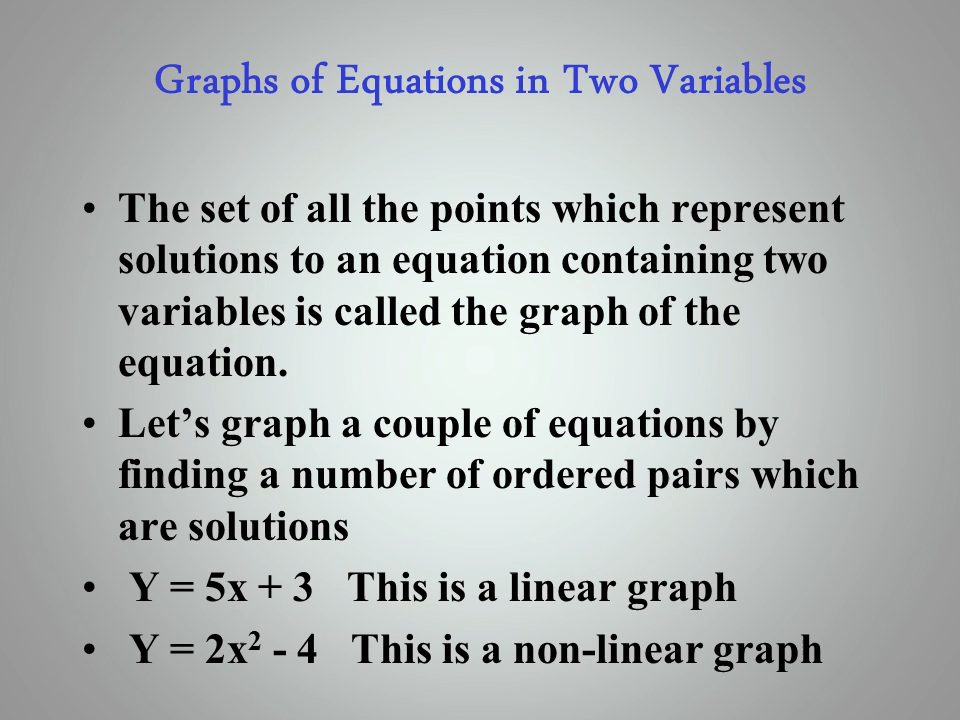 Graphs of Equations in Two Variables
• The set of all the points which represent
solutions to an equation containing two
variables is called the graph of the
equation.
• Let’s graph a couple of equations by
finding a number of ordered pairs which
are solutions
• Y = 5x + 3 This is a linear graph
• Y = 2x² - 4 This is a non-linear graph